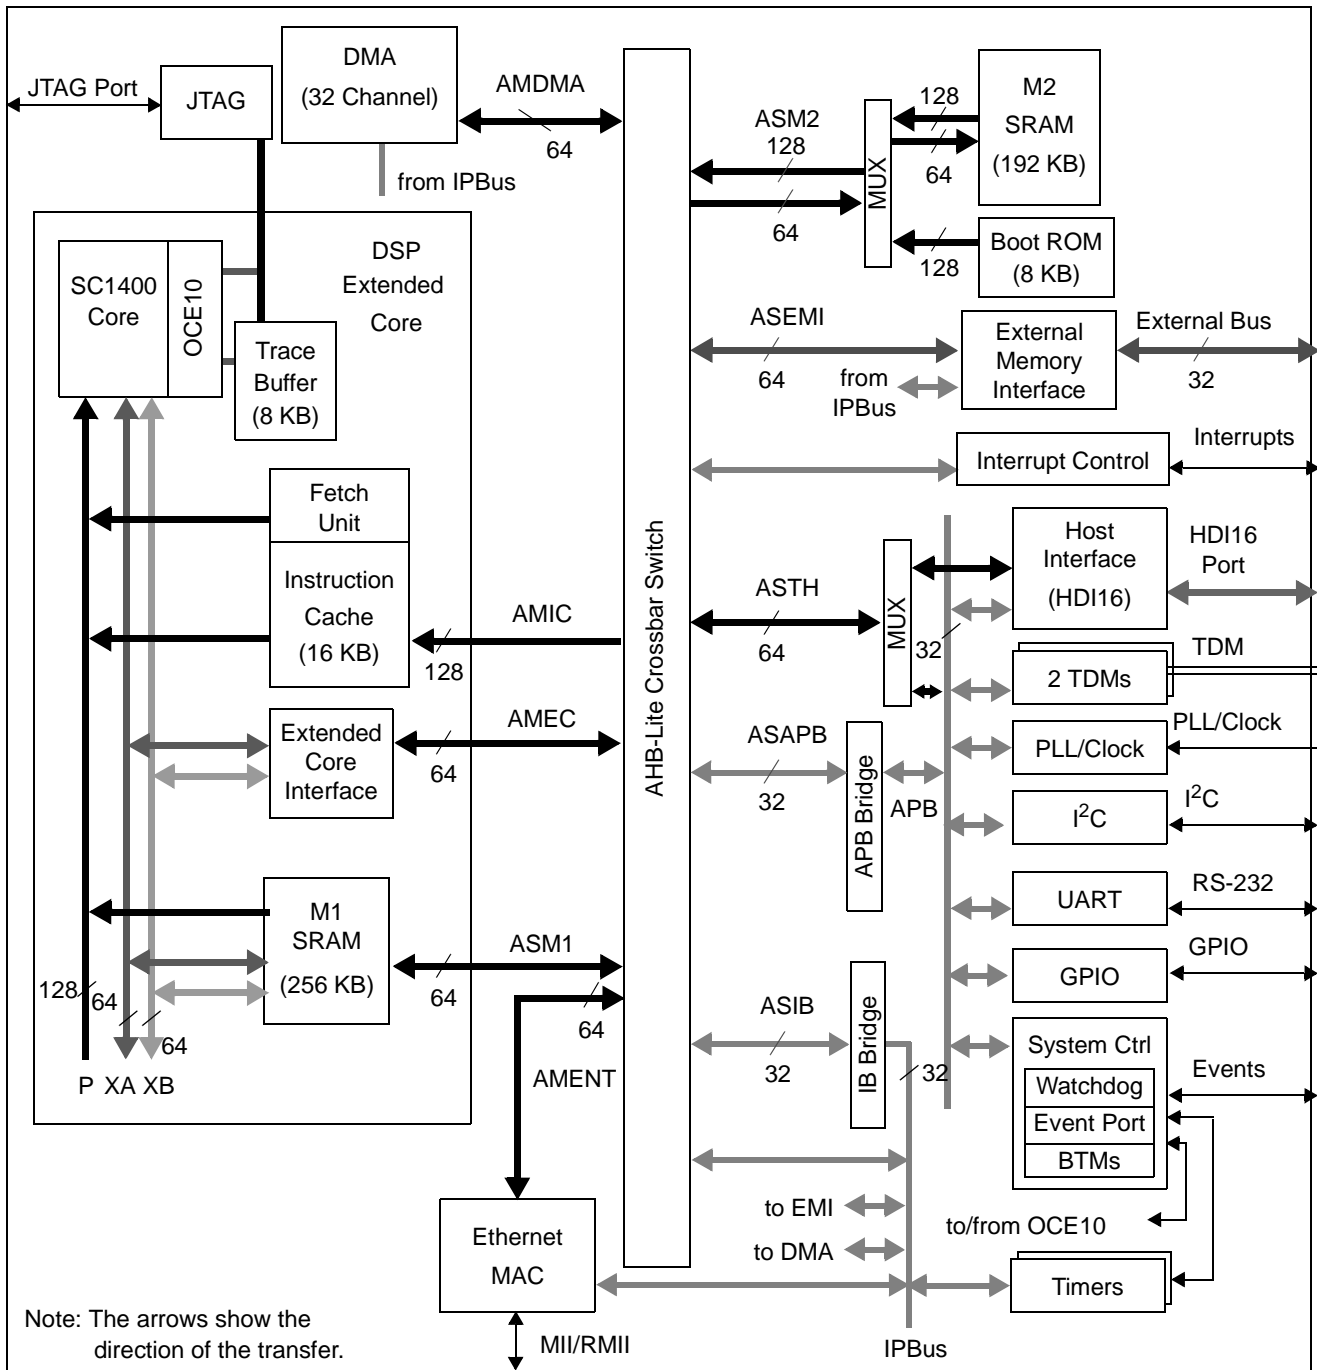 JTAG Port
JTAG
DMA
(32 Channel)
AMDMA
64
from IPBus
DSP
Extended
Core
SC1400
Core
OCE10
Trace
Buffer
(8 KB)
Fetch
Unit
Instruction
Cache
(16 KB)
AMIC
128
Extended
Core
Interface
AMEC
64
M1
SRAM
(256 KB)
ASM1
64
128
64
64
P XA XB
AMENT
64
Ethernet
MAC
MII/RMII
AHB-Lite Crossbar Switch
ASM2
128
64
MUX
128
64
M2
SRAM
(192 KB)
128
Boot ROM
(8 KB)
ASEMI
64
from
IPBus
External
Memory
Interface
External Bus
32
Interrupt Control
Interrupts
ASTH
64
MUX
32
Host
Interface
(HDI16)
HDI16
Port
2 TDMs
TDM
ASAPB
32
APB Bridge
APB
PLL/Clock
PLL/Clock
I2C
I2C
UART
RS-232
GPIO
GPIO
ASIB
32
IB Bridge
32
System Ctrl
Watchdog
Event Port
BTMs
Events
to EMI
to DMA
to/from OCE10
Timers
IPBus
Note: The arrows show the
direction of the transfer.